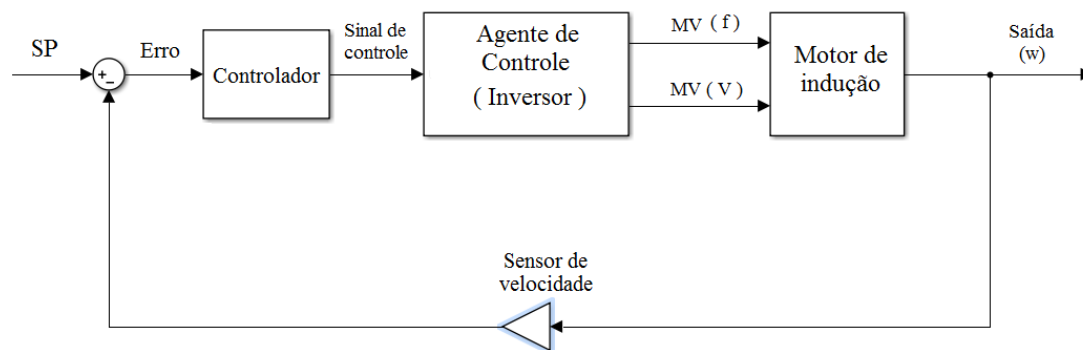 SP
+
−
Erro
Controlador
Sinal de
controle
Agente de
Controle
( Inversor )
MV ( f )
MV ( V )
Motor de
indução
Saída
(w)
Sensor de
velocidade